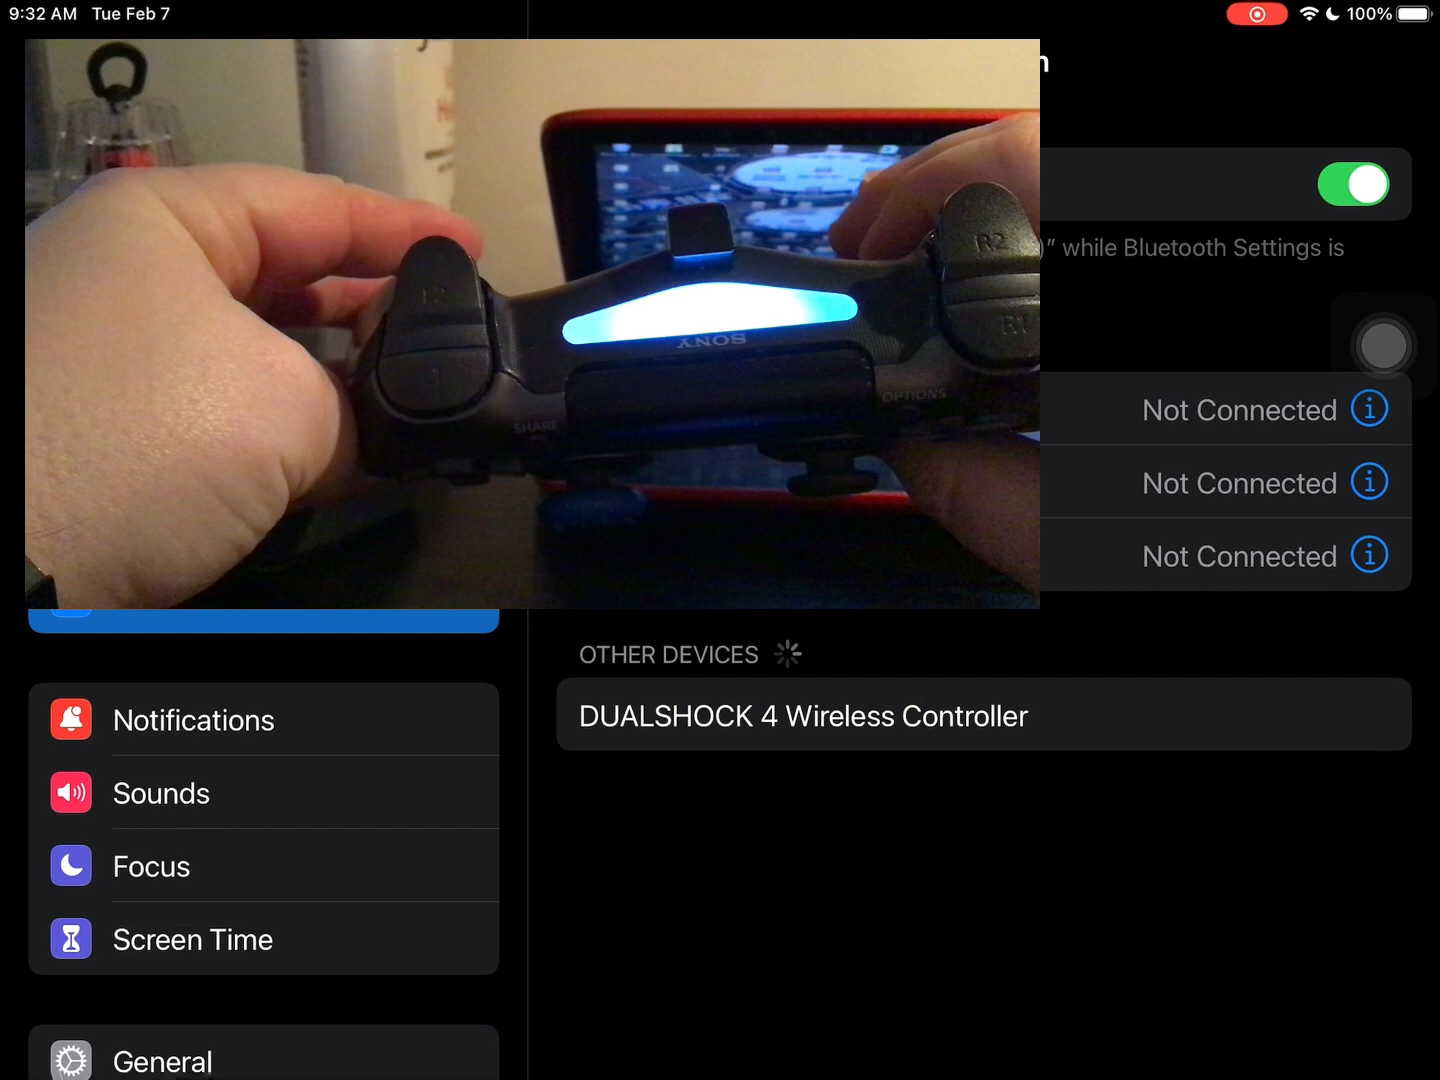 9:32 AM Tue Feb 7
100%
)" while Bluetooth Settings is
R2
R1
SONY
SHARE
OPTIONS
Not Connected
Not Connected
Not Connected
OTHER DEVICES
DUALSHOCK 4 Wireless Controller
Notifications
Sounds
Focus
Screen Time
General